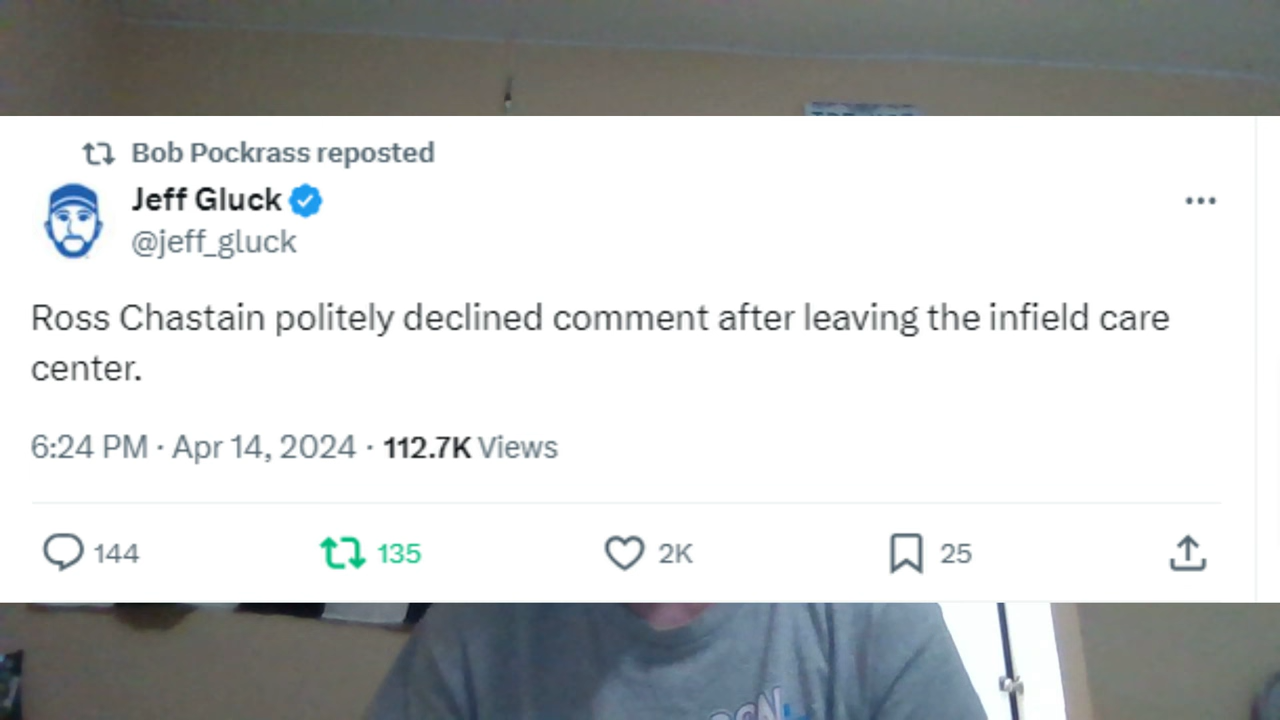 Bob Pockrass reposted
Jeff Gluck
@jeff_gluck
Ross Chastain politely declined comment after leaving the infield care
center.
6:24 PM · Apr 14, 2024 · 112.7K Views
144 135 2K 25